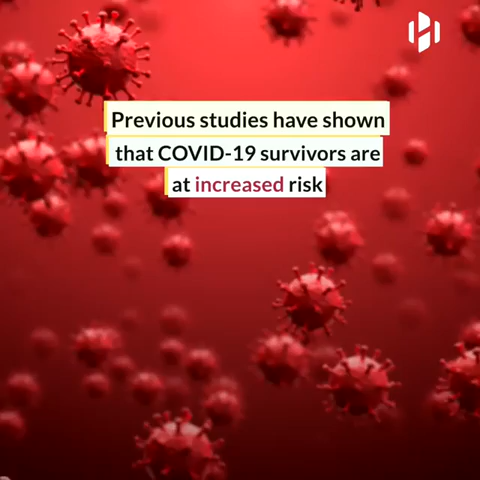 Previous studies have shown
that COVID-19 survivors are
at increased risk